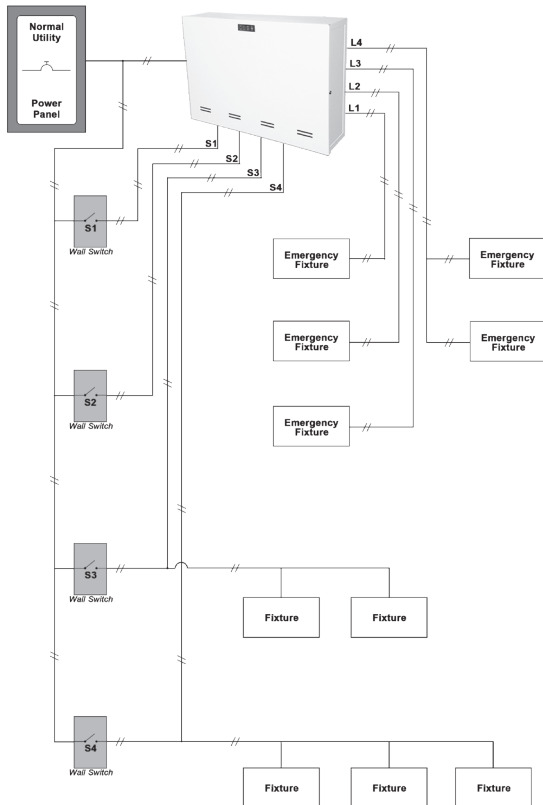 Normal
Utility
Power
Panel
L4
L3
L2
L1
S1
S2
S3
S4
S1
Wall Switch
Emergency
Fixture
Emergency
Fixture
Emergency
Fixture
Emergency
Fixture
S2
Wall Switch
Emergency
Fixture
S3
Wall Switch
Fixture
Fixture
S4
Wall Switch
Fixture
Fixture
Fixture